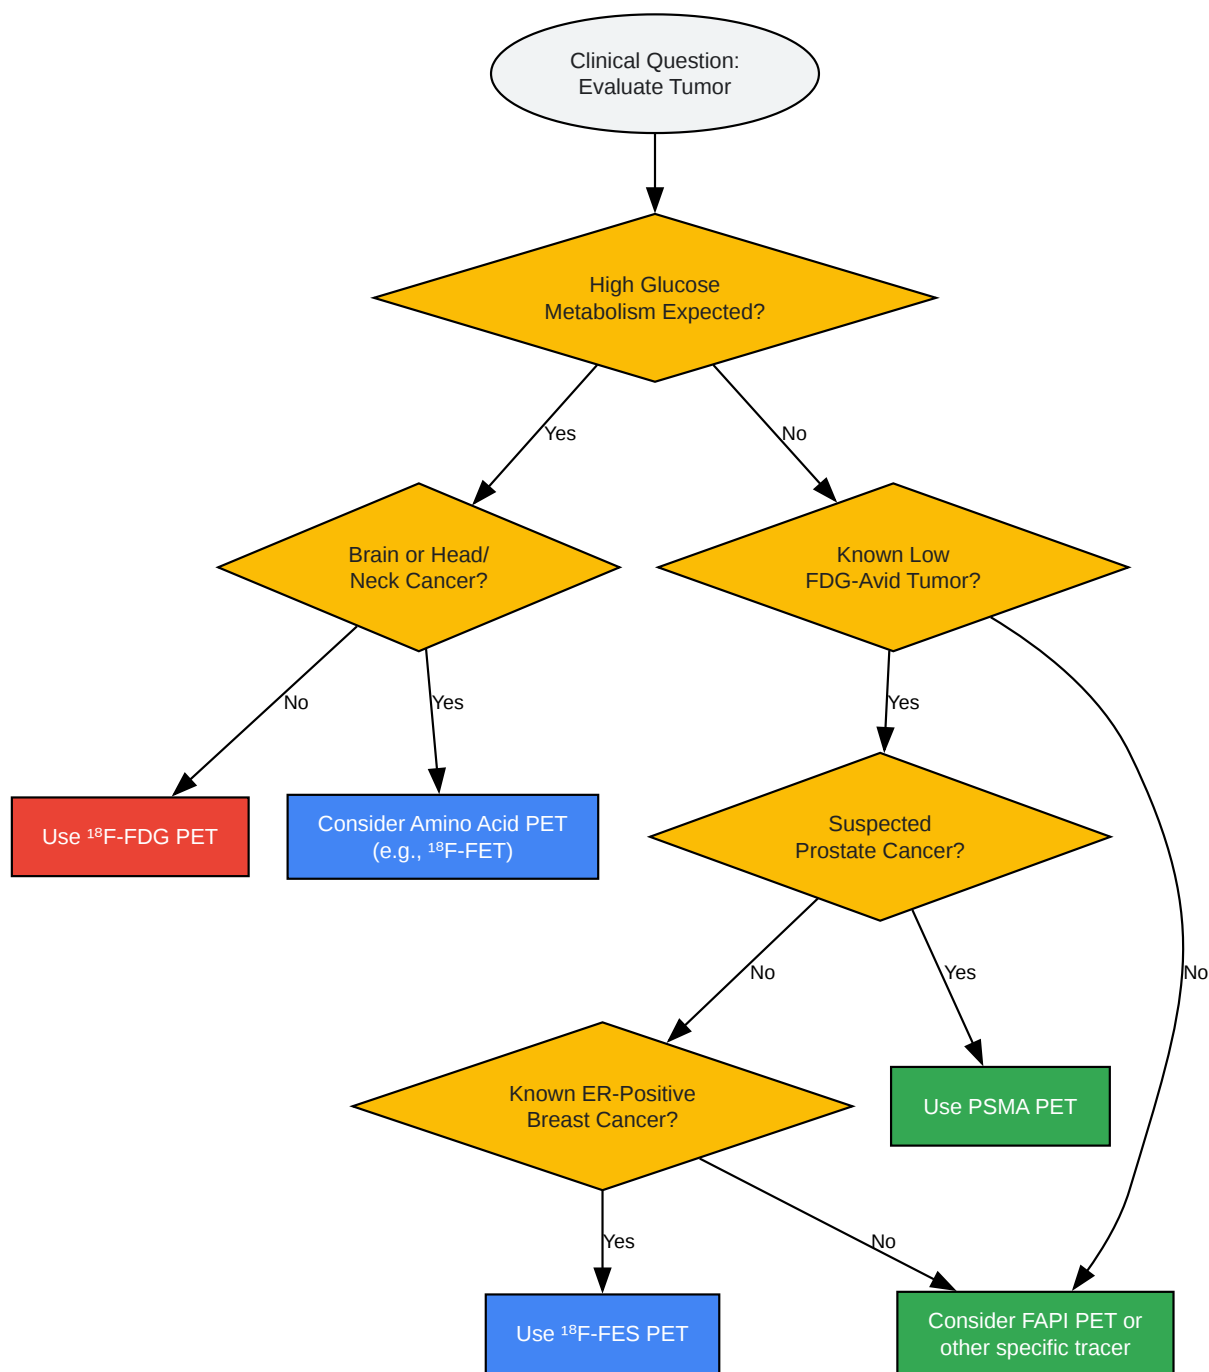 Clinical Question:
Evaluate Tumor
High Glucose
Metabolism Expected?
Yes
No
Brain or Head/
Neck Cancer?
Known Low
FDG-Avid Tumor?
No
Yes
Yes
Use ¹⁸F-FDG PET
Consider Amino Acid PET
(e.g., ¹⁸F-FET)
Suspected
Prostate Cancer?
No
Yes
No
Known ER-Positive
Breast Cancer?
Use PSMA PET
Yes
No
Use ¹⁸F-FES PET
Consider FAPI PET or
other specific tracer